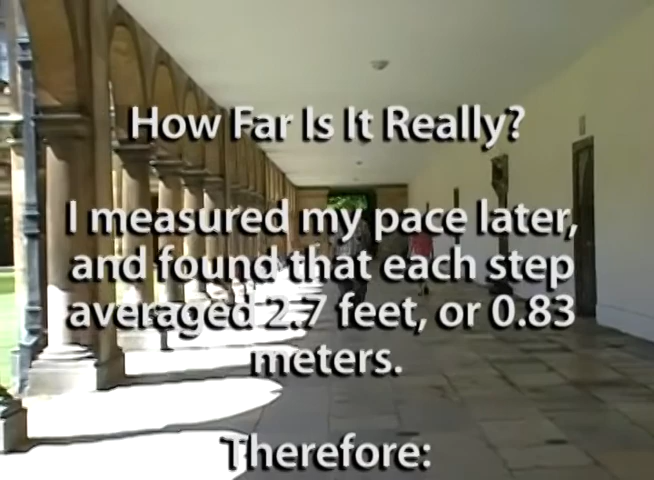 How Far Is It Really?
I measured my pace later,
and found that each step
averaged 2.7 feet, or 0.83
meters.
Therefore: